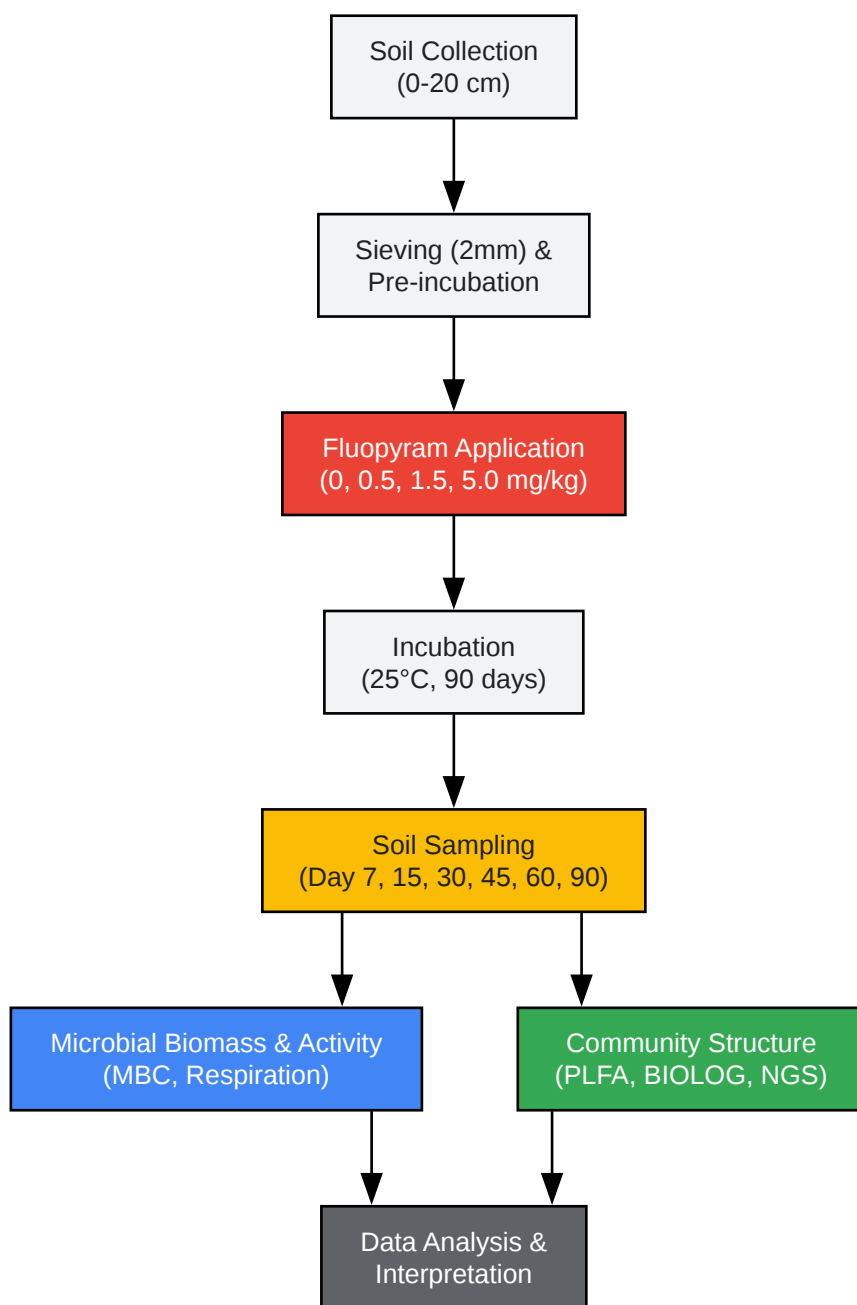 Soil Collection
(0-20 cm)
Sieving (2mm) &
Pre-incubation
Fluopyram Application
(0, 0.5, 1.5, 5.0 mg/kg)
Incubation
(25°C, 90 days)
Soil Sampling
(Day 7, 15, 30, 45, 60, 90)
Microbial Biomass & Activity
(MBC, Respiration)
Community Structure
(PLFA, BIOLOG, NGS)
Data Analysis &
Interpretation